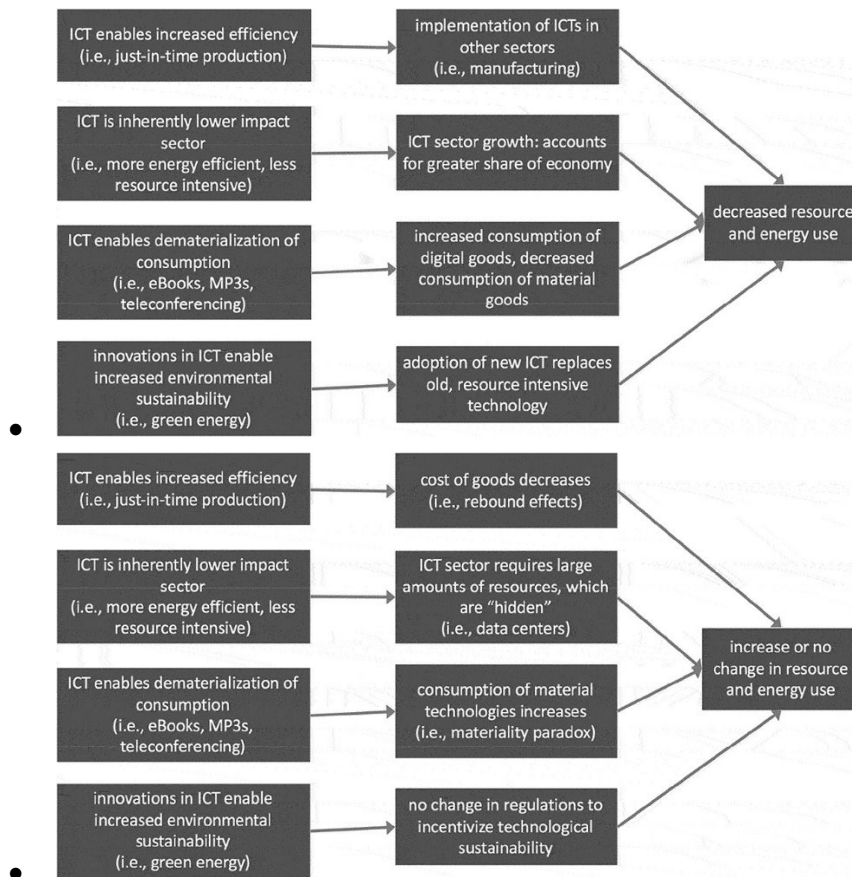 ICT enables increased efficiency
(i.e., just-in-time production)
implementation of ICTs in
other sectors
(i.e., manufacturing)
ICT is inherently lower impact
sector
(i.e., more energy efficient, less
resource intensive)
ICT sector growth: accounts
for greater share of economy
decreased resource
and energy use
ICT enables dematerialization of
consumption
(i.e., eBooks, MP3s,
teleconferencing)
increased consumption of
digital goods, decreased
consumption of material
goods
innovations in ICT enable
increased environmental
sustainability
(i.e., green energy)
adoption of new ICT replaces
old, resource intensive
technology
ICT enables increased efficiency
(i.e., just-in-time production)
cost of goods decreases
(i.e., rebound effects)
ICT is inherently lower impact
sector
(i.e., more energy efficient, less
resource intensive)
ICT sector requires large
amounts of resources, which
are “hidden”
(i.e., data centers)
increase or no
change in resource
and energy use
ICT enables dematerialization of
consumption
(i.e., eBooks, MP3s,
teleconferencing)
consumption of material
technologies increases
(i.e., materiality paradox)
innovations in ICT enable
increased environmental
sustainability
(i.e., green energy)
no change in regulations to
incentivize technological
sustainability